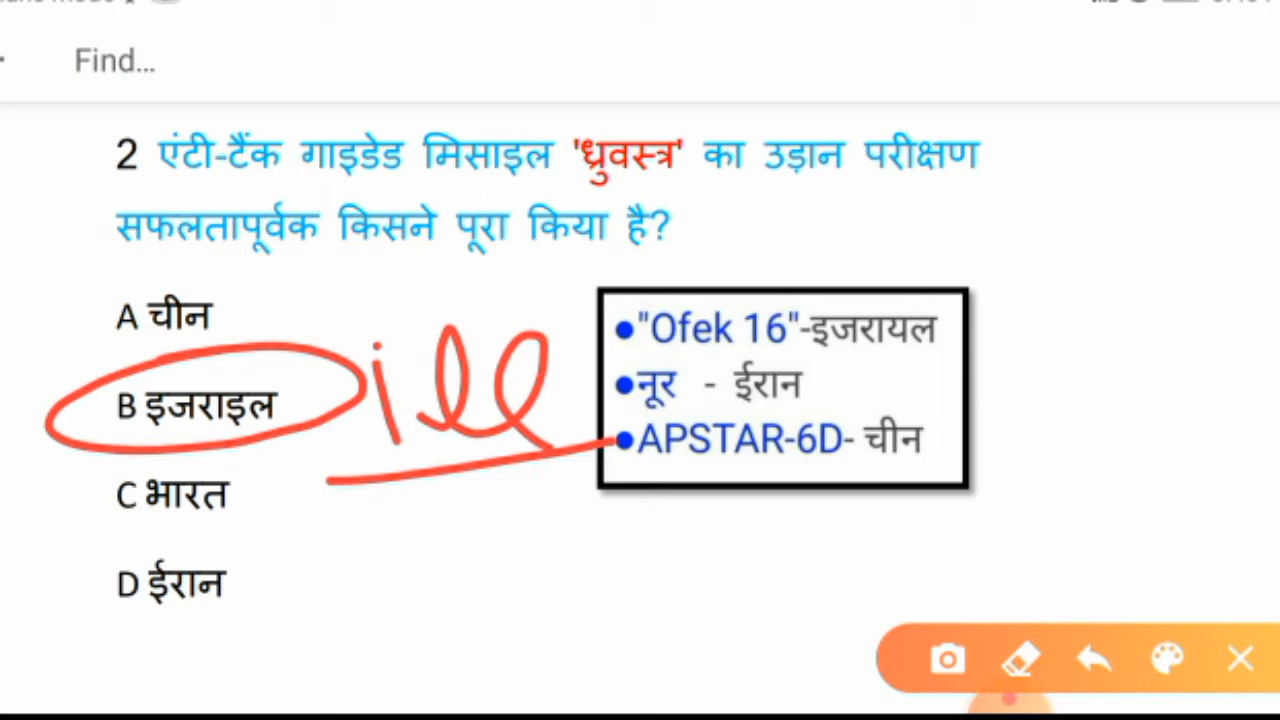 Find...
2 एंटी-टैंक गाइडेड मिसाइल 'ध्रुवस्त्र' का उड़ान परीक्षण
सफलतापूर्वक किसने पूरा किया है?
A चीन
B इजराइल
C भारत
D ईरान
●"Ofek 16"-इजरायल
●नूर - ईरान
●APSTAR-6D- चीन